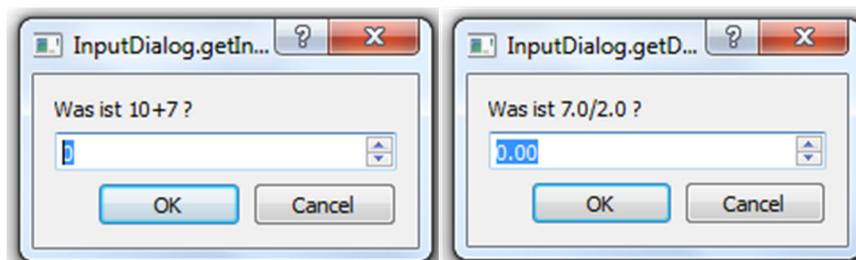 InputDialog.getIn...
Was ist 10+7 ?
0
OK Cancel
InputDialog.getD...
Was ist 7.0/2.0 ?
0.00
OK Cancel